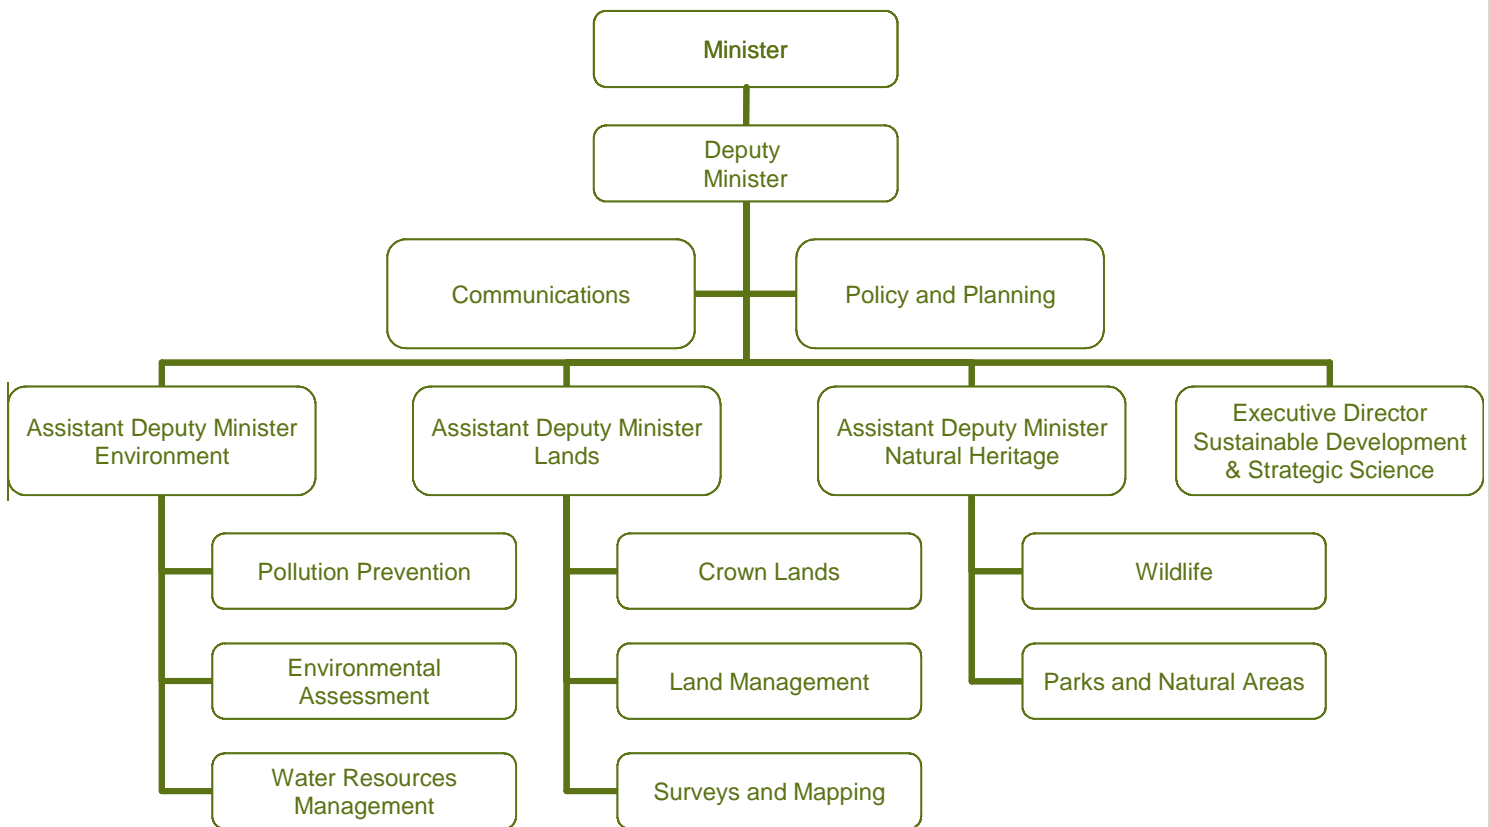 Minister
Deputy
Minister
Communications
Policy and Planning
Assistant Deputy Minister
Environment
Assistant Deputy Minister
Lands
Assistant Deputy Minister
Natural Heritage
Executive Director
Sustainable Development
& Strategic Science
Pollution Prevention
Crown Lands
Wildlife
Environmental
Assessment
Land Management
Parks and Natural Areas
Water Resources
Management
Surveys and Mapping